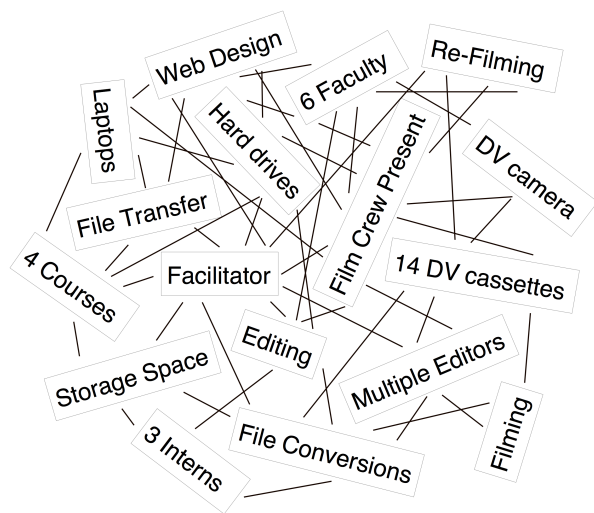 Web Design
6 Faculty
Re-Filming
Laptops
Hard drives
Film Crew Present
DV camera
File Transfer
4 Courses
Facilitator
14 DV cassettes
Editing
Storage Space
Multiple Editors
3 Interns
File Conversions
Filming